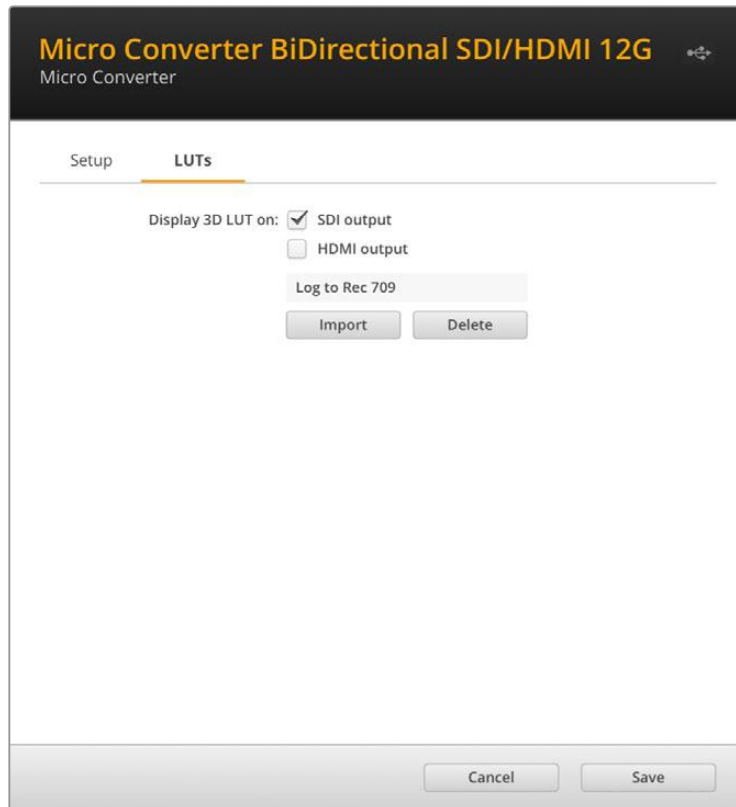 Micro Converter BiDirectional SDI/HDMI 12G
Micro Converter
Setup LUTs
Display 3D LUT on: SDI output
HDMI output
Log to Rec 709
Import Delete
Cancel Save